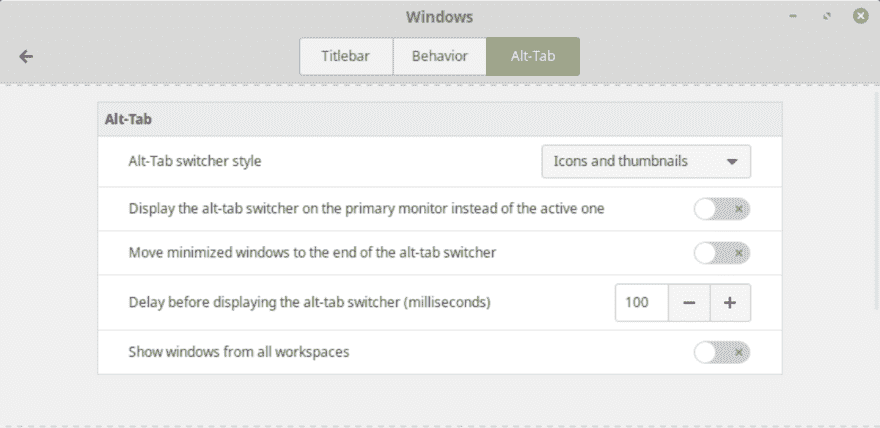 Windows
Titlebar Behavior Alt-Tab
Alt-Tab
Alt-Tab switcher style Icons and thumbnails
Display the alt-tab switcher on the primary monitor instead of the active one
Move minimized windows to the end of the alt-tab switcher
Delay before displaying the alt-tab switcher (milliseconds) 100
Show windows from all workspaces